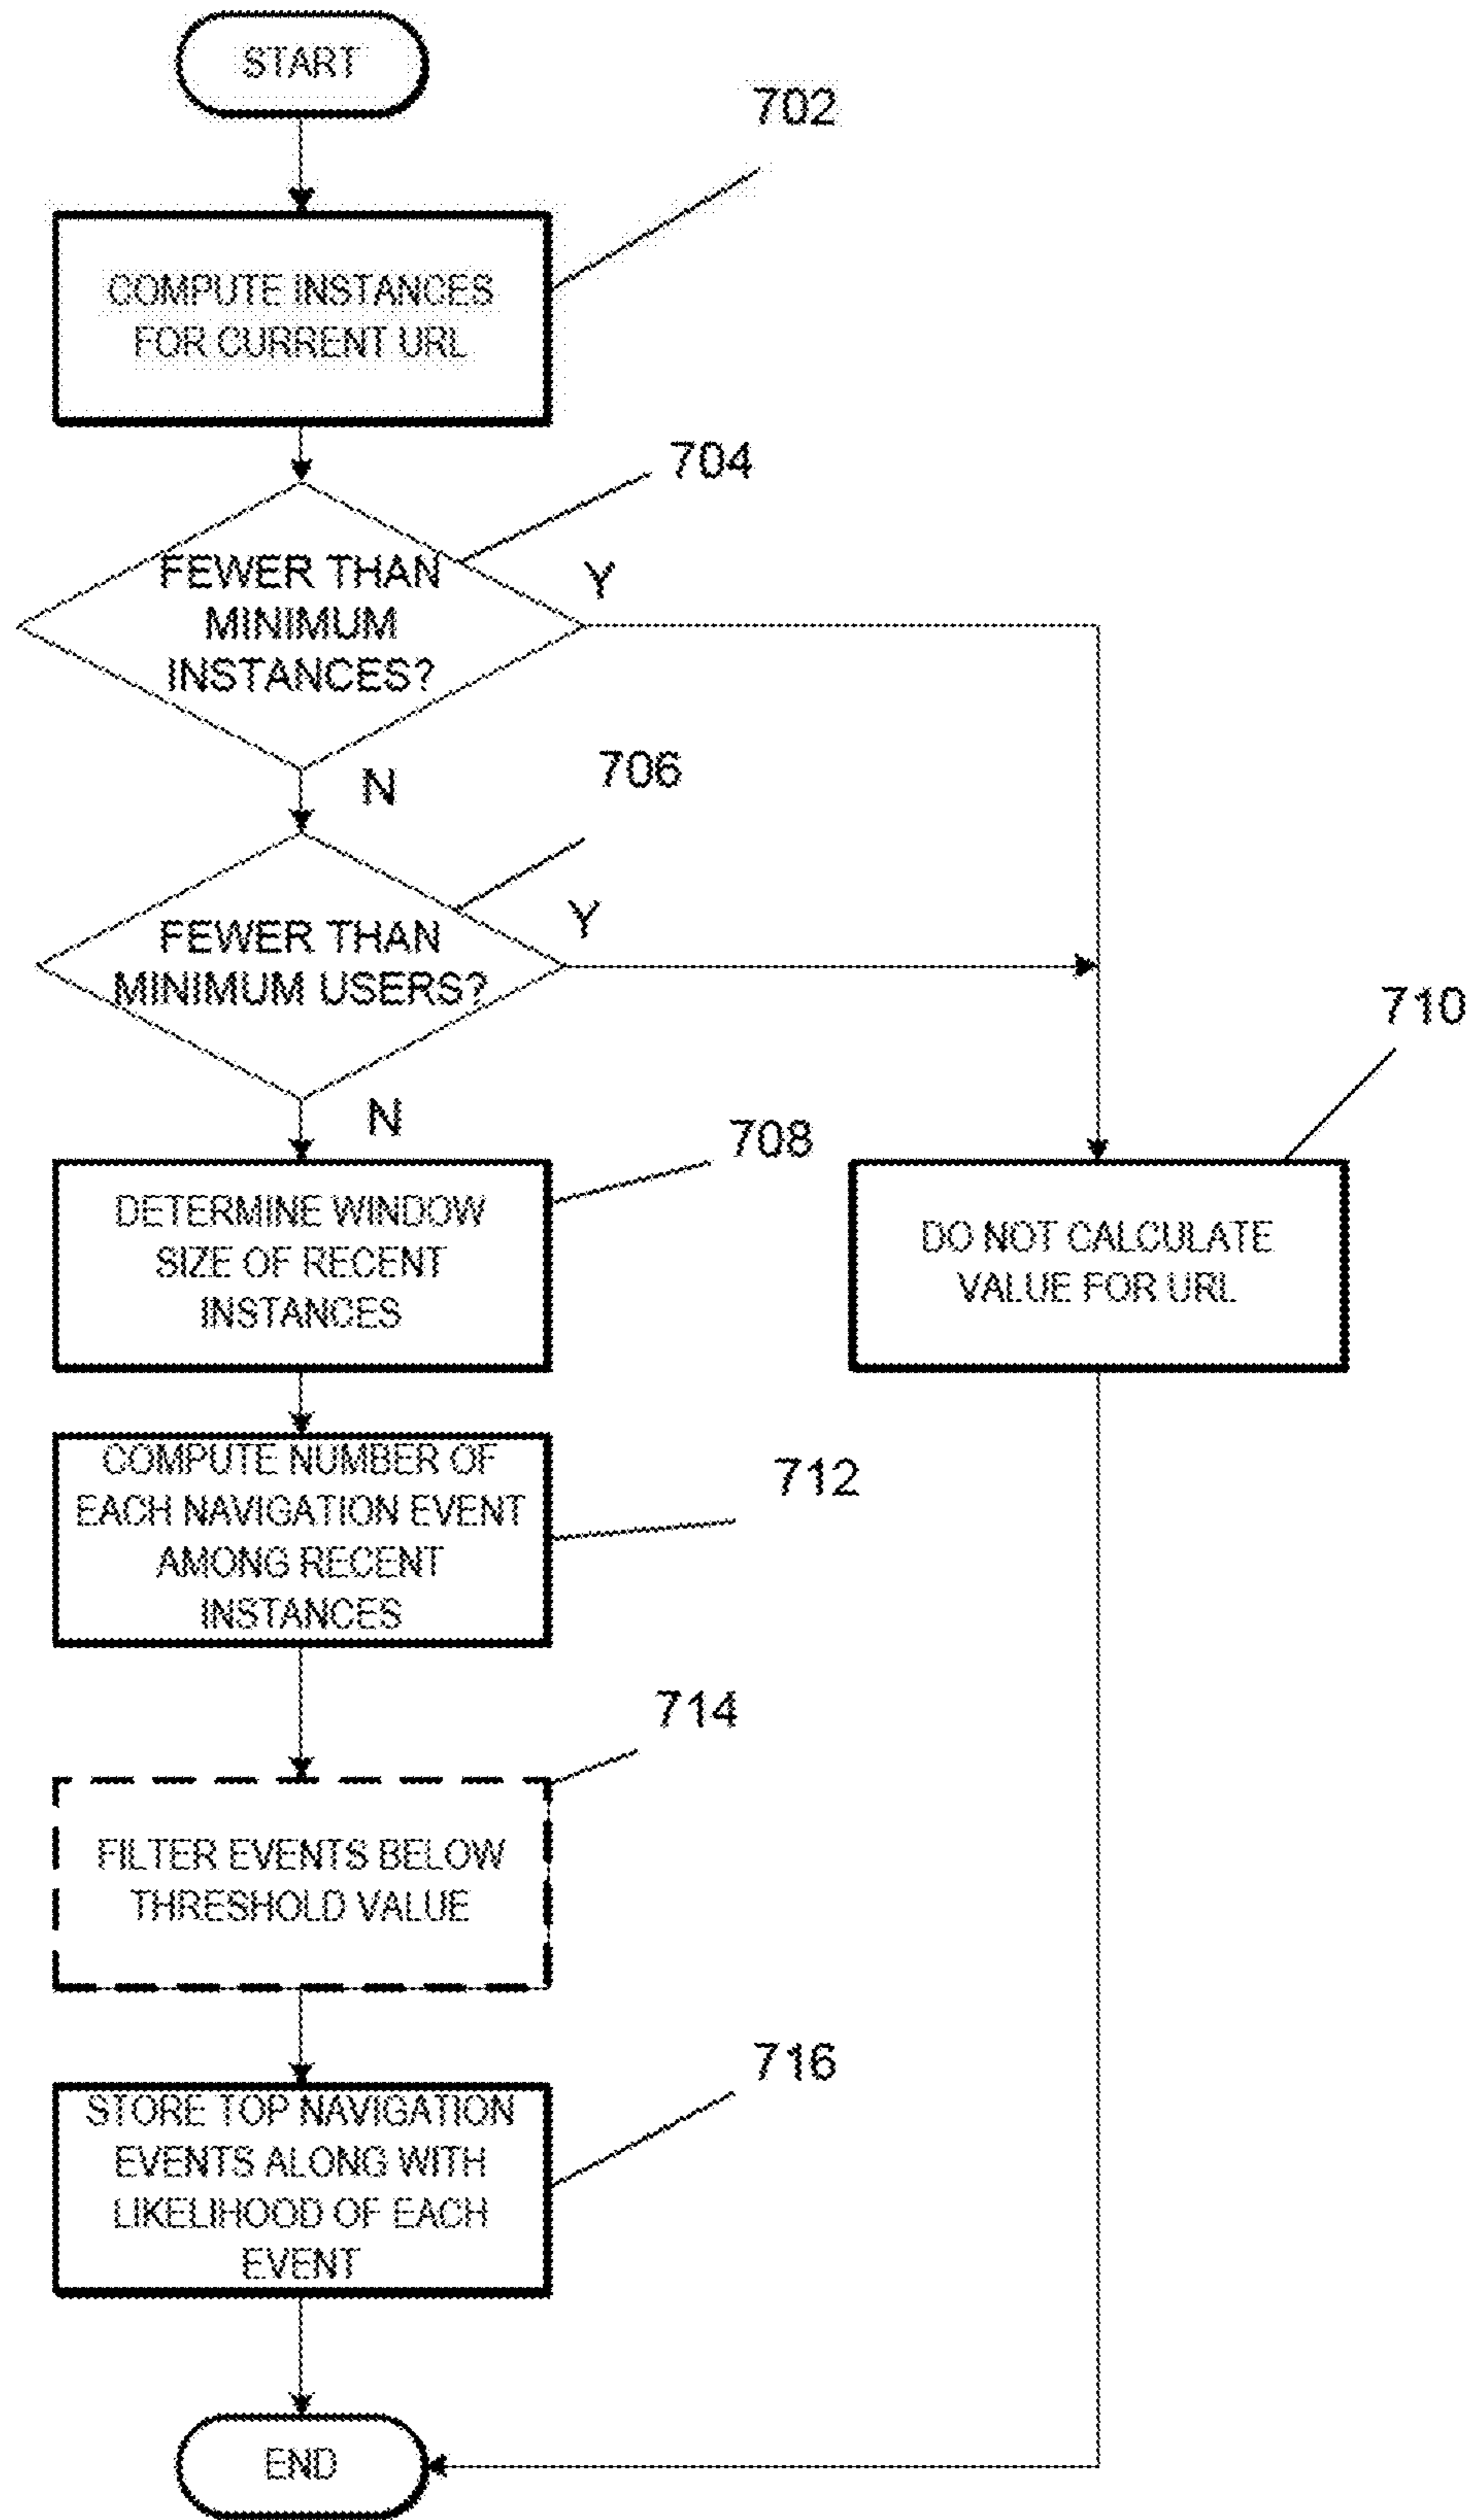 START
702
COMPUTE INSTANCES
FOR CURRENT URL
704
FEWER THAN
MINIMUM
INSTANCES?
Y
N
706
FEWER THAN
MINIMUM USERS?
Y
N
708
DETERMINE WINDOW
SIZE OF RECENT
INSTANCES
710
DO NOT CALCULATE
VALUE FOR URL
712
COMPUTE NUMBER OF
EACH NAVIGATION EVENT
AMONG RECENT
INSTANCES
714
FILTER EVENTS BELOW
THRESHOLD VALUE
716
STORE TOP NAVIGATION
EVENTS ALONG WITH
LIKELIHOOD OF EACH
EVENT
END